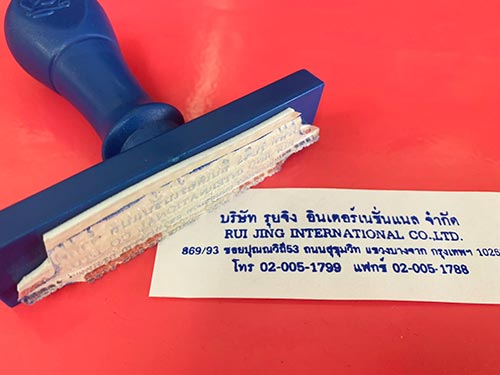 บริษัท รุยจิง อินเตอร์เนชั่นแนล จำกัด
RUI JING INTERNATIONAL CO.,LTD.
869/93 ซอยปุณณวิถี53 ถนนสุขุมวิท แขวงบางจาก กรุงเทพฯ
โทร 02-005-1799 แฟกซ์ 02-005-1788